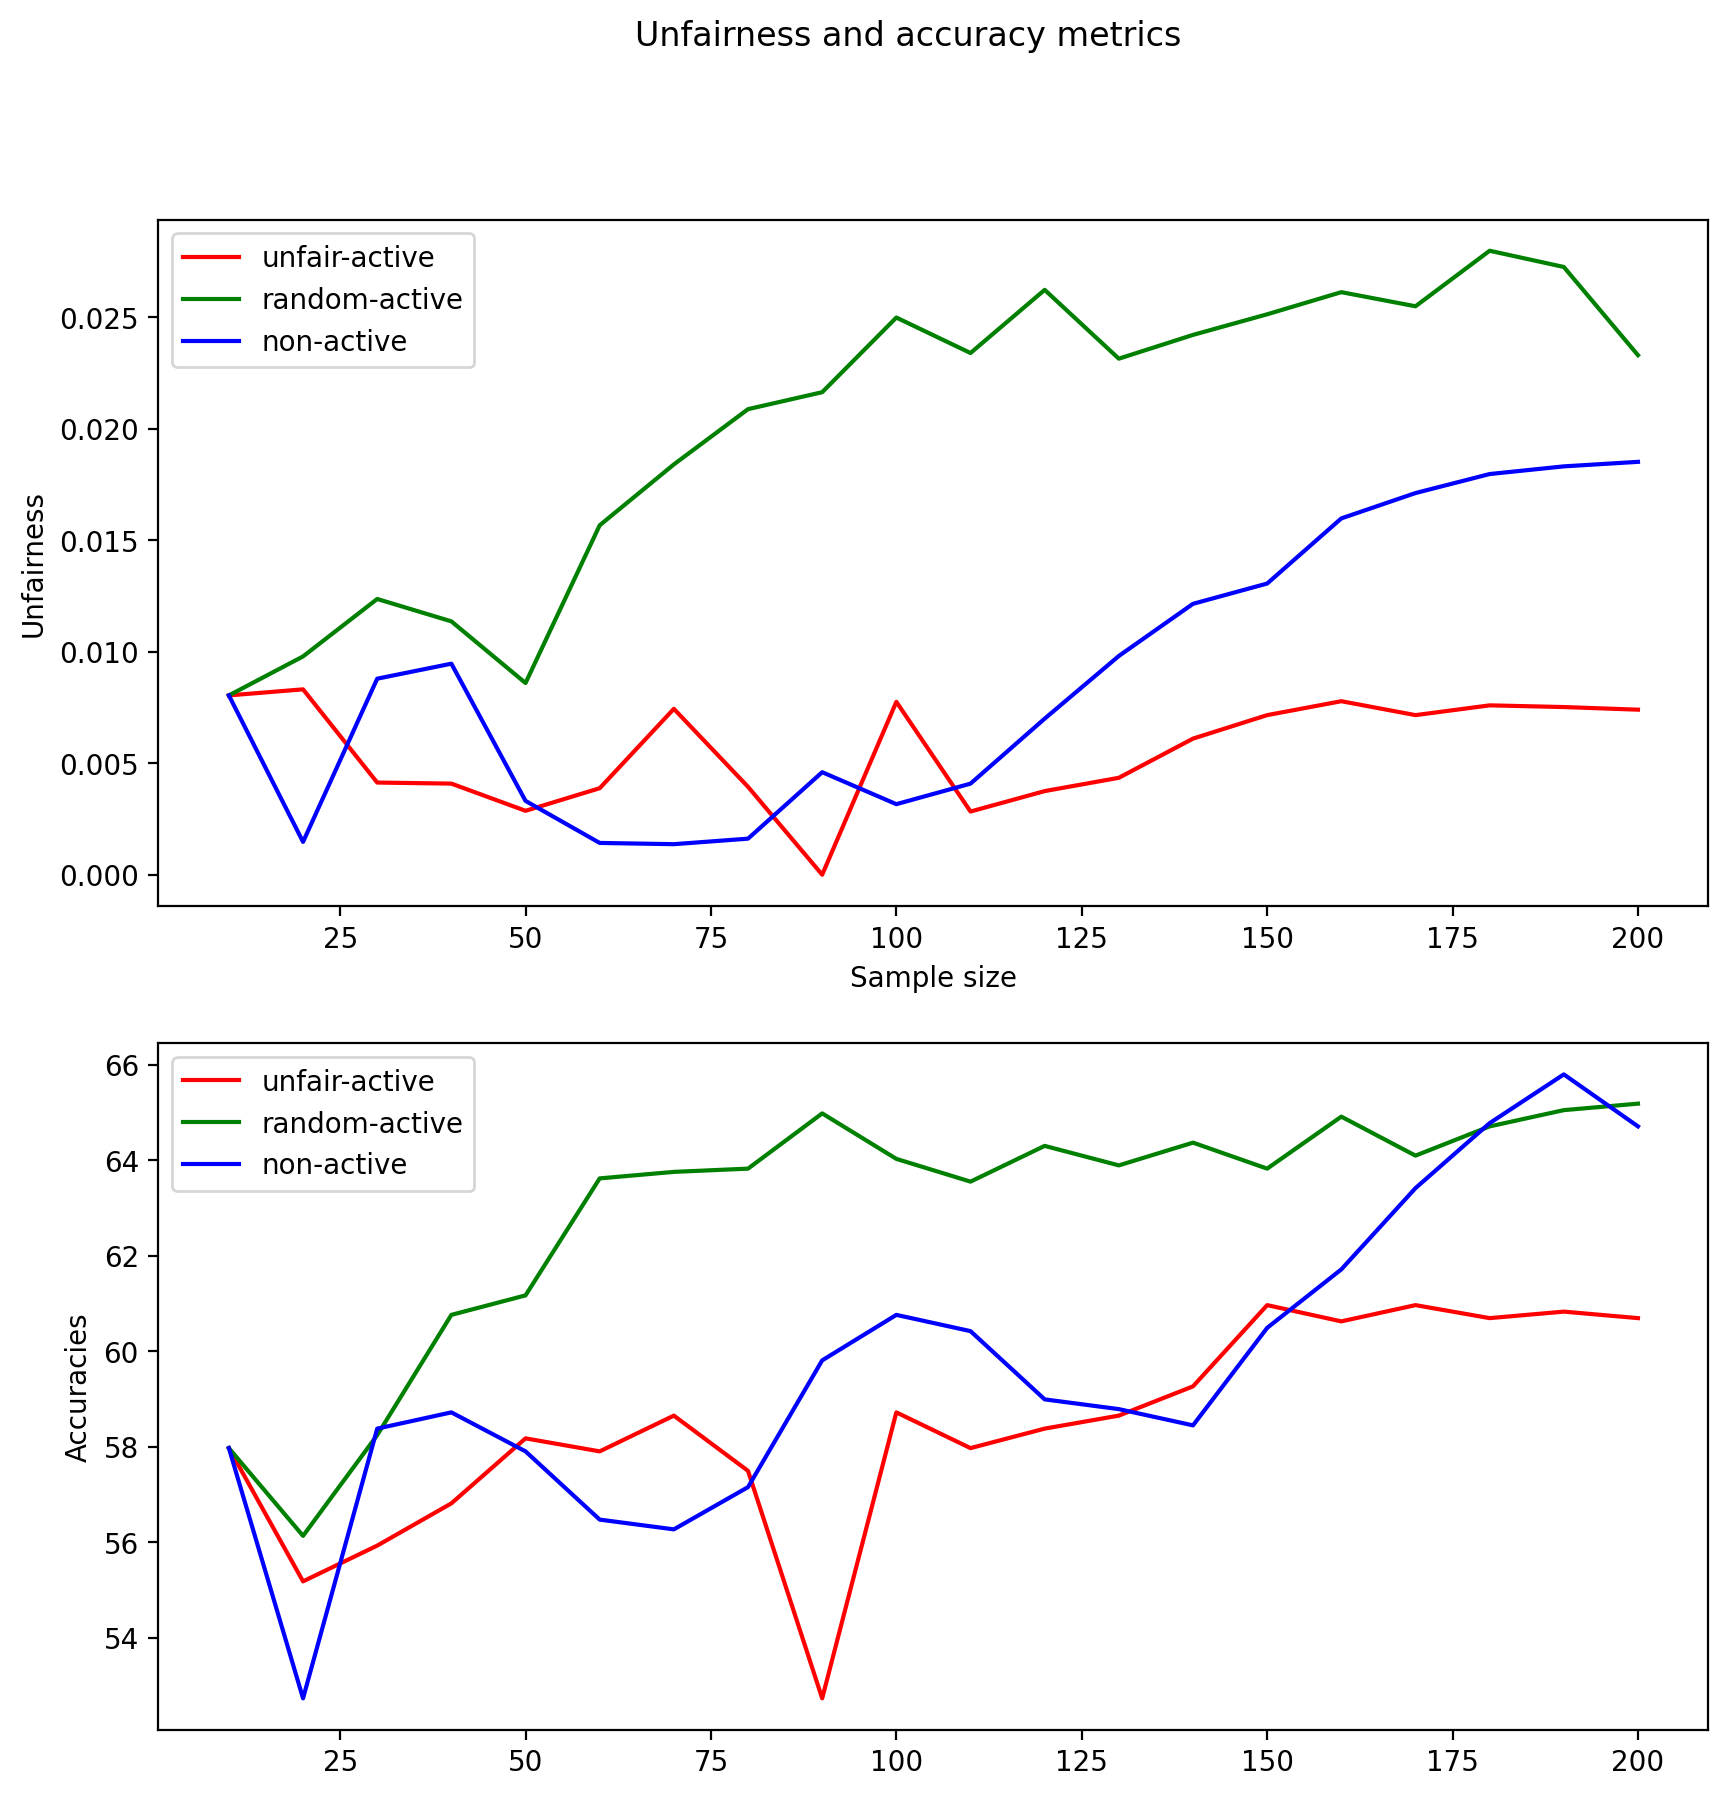 Unfairness and accuracy metrics
unfair-active
random-active
non-active
0.025
0.020
0.015
0.010
0.005
0.000
Unfairness
25 50 75 100 125 150 175 200
Sample size
unfair-active
random-active
non-active
66
64
62
60
58
56
54
Accuracies
25 50 75 100 125 150 175 200